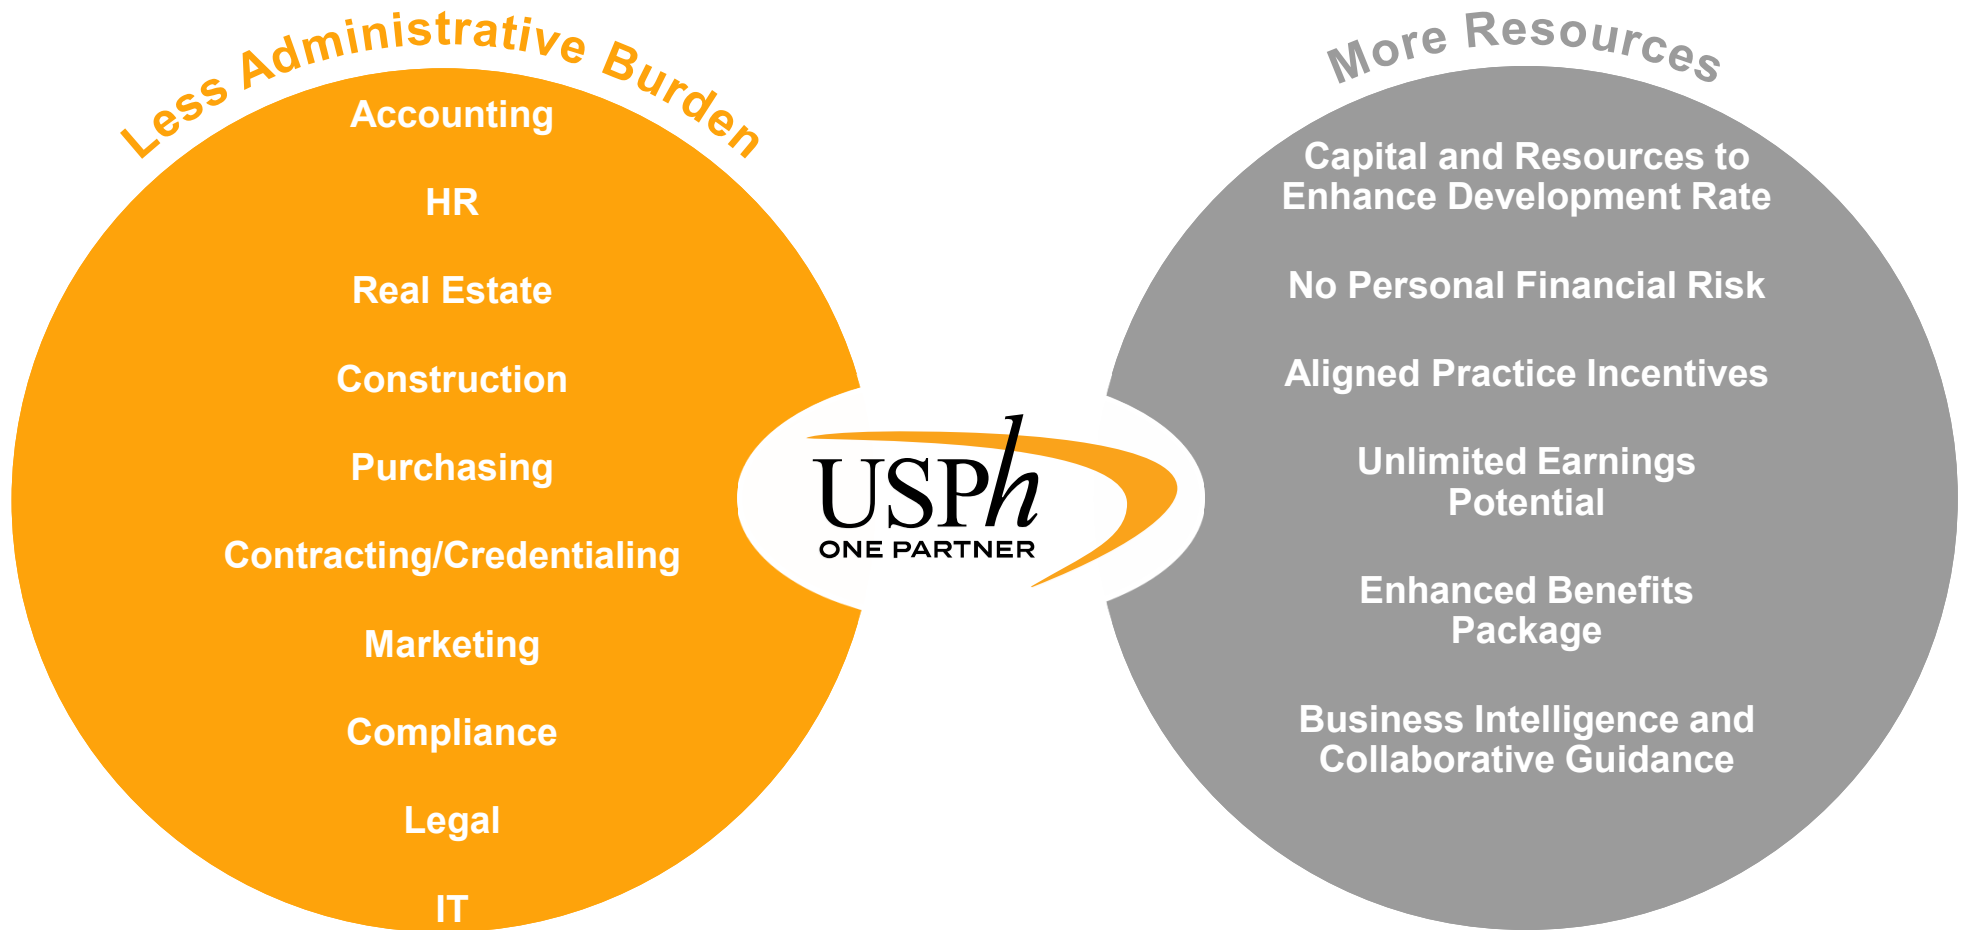 Less Administrative Burden
Accounting
HR
Real Estate
Construction
Purchasing
Contracting/Credentialing
Marketing
Compliance
Legal
IT
USPh
ONE PARTNER
More Resources
Capital and Resources to
Enhance Development Rate
No Personal Financial Risk
Aligned Practice Incentives
Unlimited Earnings
Potential
Enhanced Benefits
Package
Business Intelligence and
Collaborative Guidance